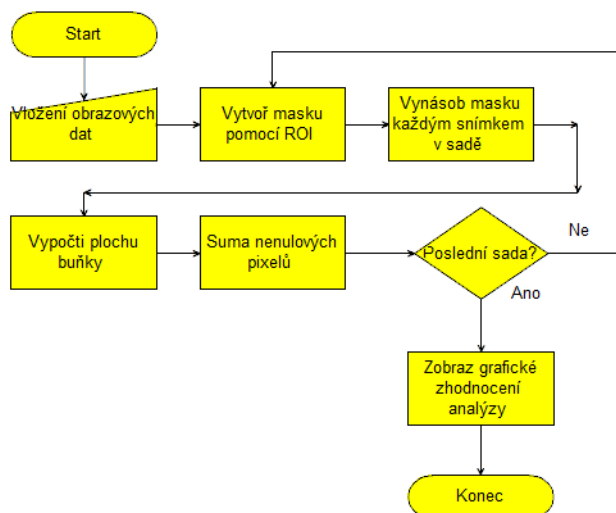 Start
Vložení obrazových
dat
Vytvoř masku
pomocí ROI
Vynásob masku
každým snímkem
v sadě
Vypočti plochu
buňky
Suma nenulových
pixelů
Poslední sada?
Ne
Ano
Zobraz grafické
zhodnocení
analýzy
Konec